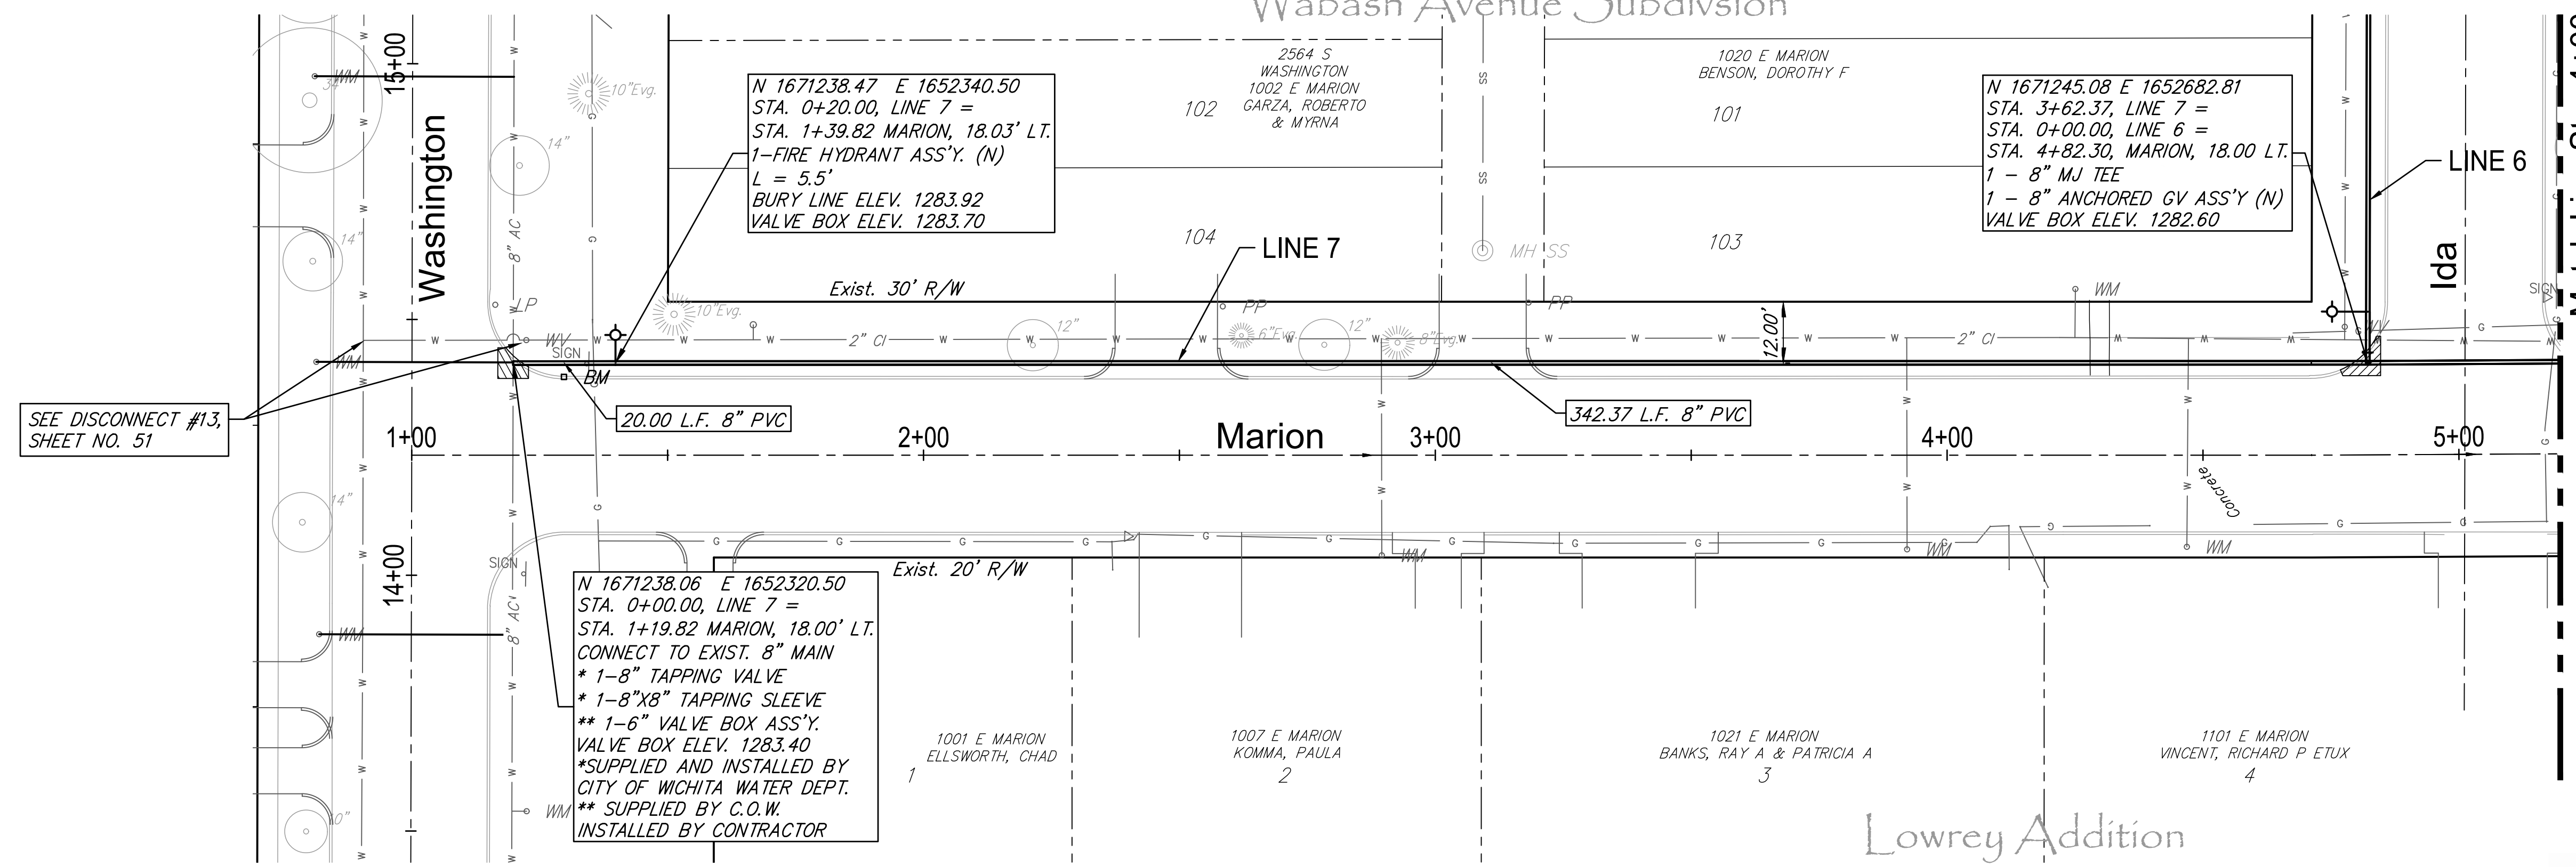 Wabash Avenue Subdivsion
15+00
Washington
34"
WM
10"Evg.
14"
8" AC
N 1671238.47 E 1652340.50
STA. 0+20.00, LINE 7 =
STA. 1+39.82 MARION, 18.03' LT.
1-FIRE HYDRANT ASS'Y. (N)
L = 5.5'
BURY LINE ELEV. 1283.92
VALVE BOX ELEV. 1283.70
102
2564 S
WASHINGTON
1002 E MARION
GARZA, ROBERTO
& MYRNA
SS
SS
1020 E MARION
BENSON, DOROTHY F
101
N 1671245.08 E 1652682.81
STA. 3+62.37, LINE 7 =
STA. 0+00.00, LINE 6 =
STA. 4+82.30, MARION, 18.00 LT.
1 - 8" MJ TEE
1 - 8" ANCHORED GV ASS'Y (N)
VALVE BOX ELEV. 1282.60
LINE 6
Ida
14"
104
LINE 7
MH SS
103
Exist. 30' R/W
LP
10"Evg.
PP
PP
WM
SIGN
WV
SIGN
2" CI
12"
6"Evg.
12"
8"Evg.
12.00'
2" CI
WV
WM
BM
SEE DISCONNECT #13,
SHEET NO. 51
20.00 L.F. 8" PVC
342.37 L.F. 8" PVC
1+00
2+00
Marion
3+00
4+00
5+00
Concrete
14"
14+00
SIGN
8" AC
WM
Exist. 20' R/W
WM
WM
WM
N 1671238.06 E 1652320.50
STA. 0+00.00, LINE 7 =
STA. 1+19.82 MARION, 18.00' LT.
CONNECT TO EXIST. 8" MAIN
* 1-8" TAPPING VALVE
* 1-8"X8" TAPPING SLEEVE
** 1-6" VALVE BOX ASS'Y.
VALVE BOX ELEV. 1283.40
*SUPPLIED AND INSTALLED BY
CITY OF WICHITA WATER DEPT.
** SUPPLIED BY C.O.W.
INSTALLED BY CONTRACTOR
WM
1001 E MARION
ELLSWORTH, CHAD
1
1007 E MARION
KOMMA, PAULA
2
1021 E MARION
BANKS, RAY A & PATRICIA A
3
1101 E MARION
VINCENT, RICHARD P ETUX
4
Lowrey Addition